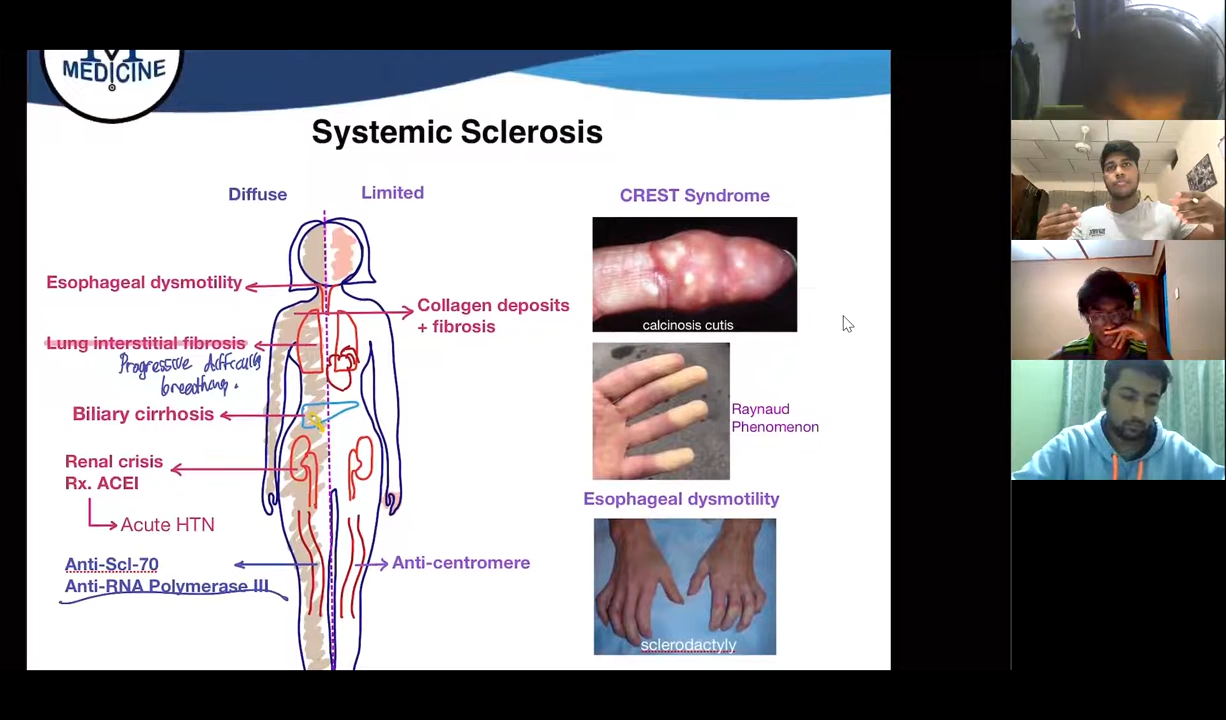 MEDICINE
Systemic Sclerosis
Diffuse
Limited
CREST Syndrome
Esophageal dysmotility
Collagen deposits
+ fibrosis
Lung interstitial fibrosis
Progressive difficulty
breathing.
Biliary cirrhosis
Renal crisis
Rx. ACEI
Acute HTN
Anti-Scl-70
Anti-RNA Polymerase III
Anti-centromere
calcinosis cutis
Raynaud
Phenomenon
Esophageal dysmotility
sclerodactyly